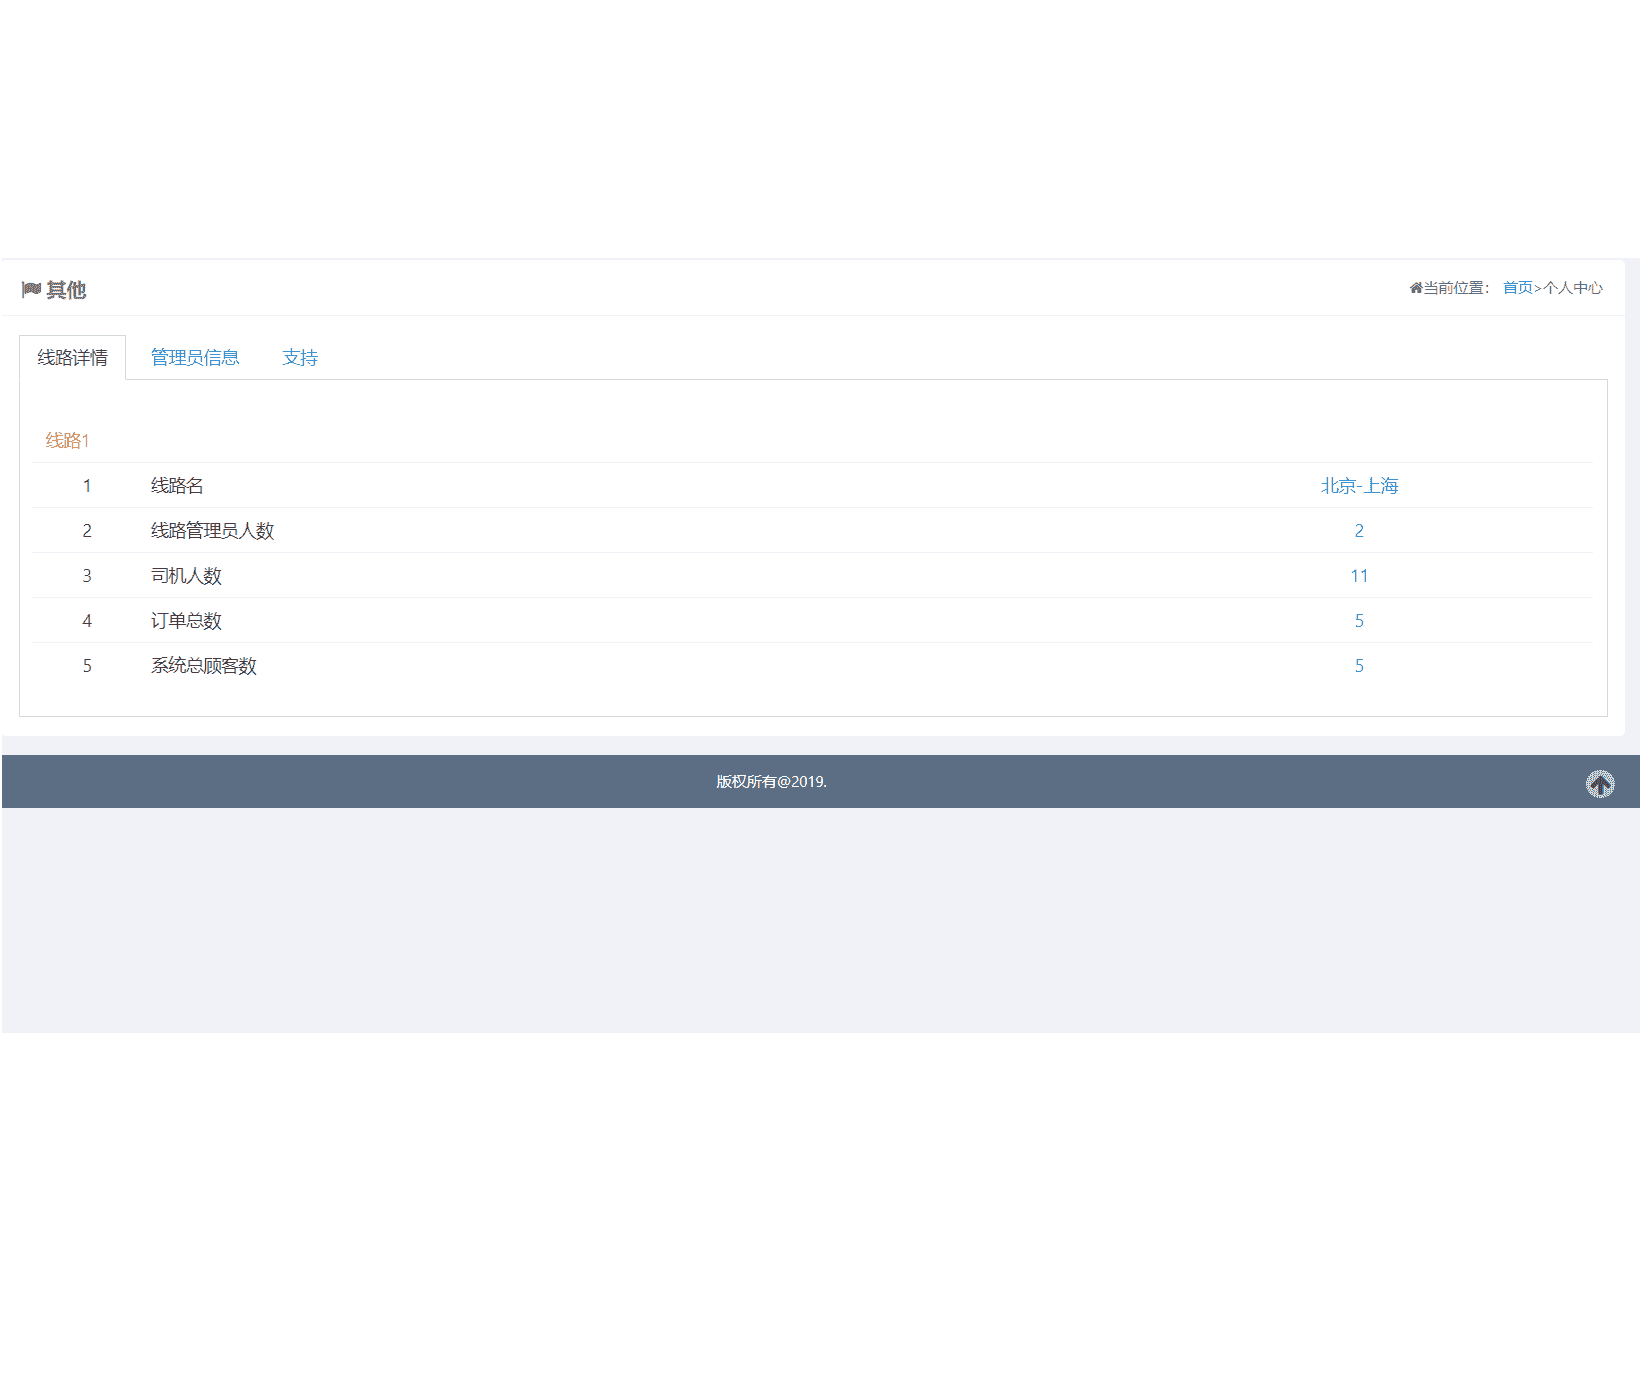 其他
当前位置： 首页>个人中心
线路详情 管理员信息 支持
线路1
1 线路名 北京-上海
2 线路管理员人数 2
3 司机人数 11
4 订单总数 5
5 系统总顾客数 5
版权所有@2019.